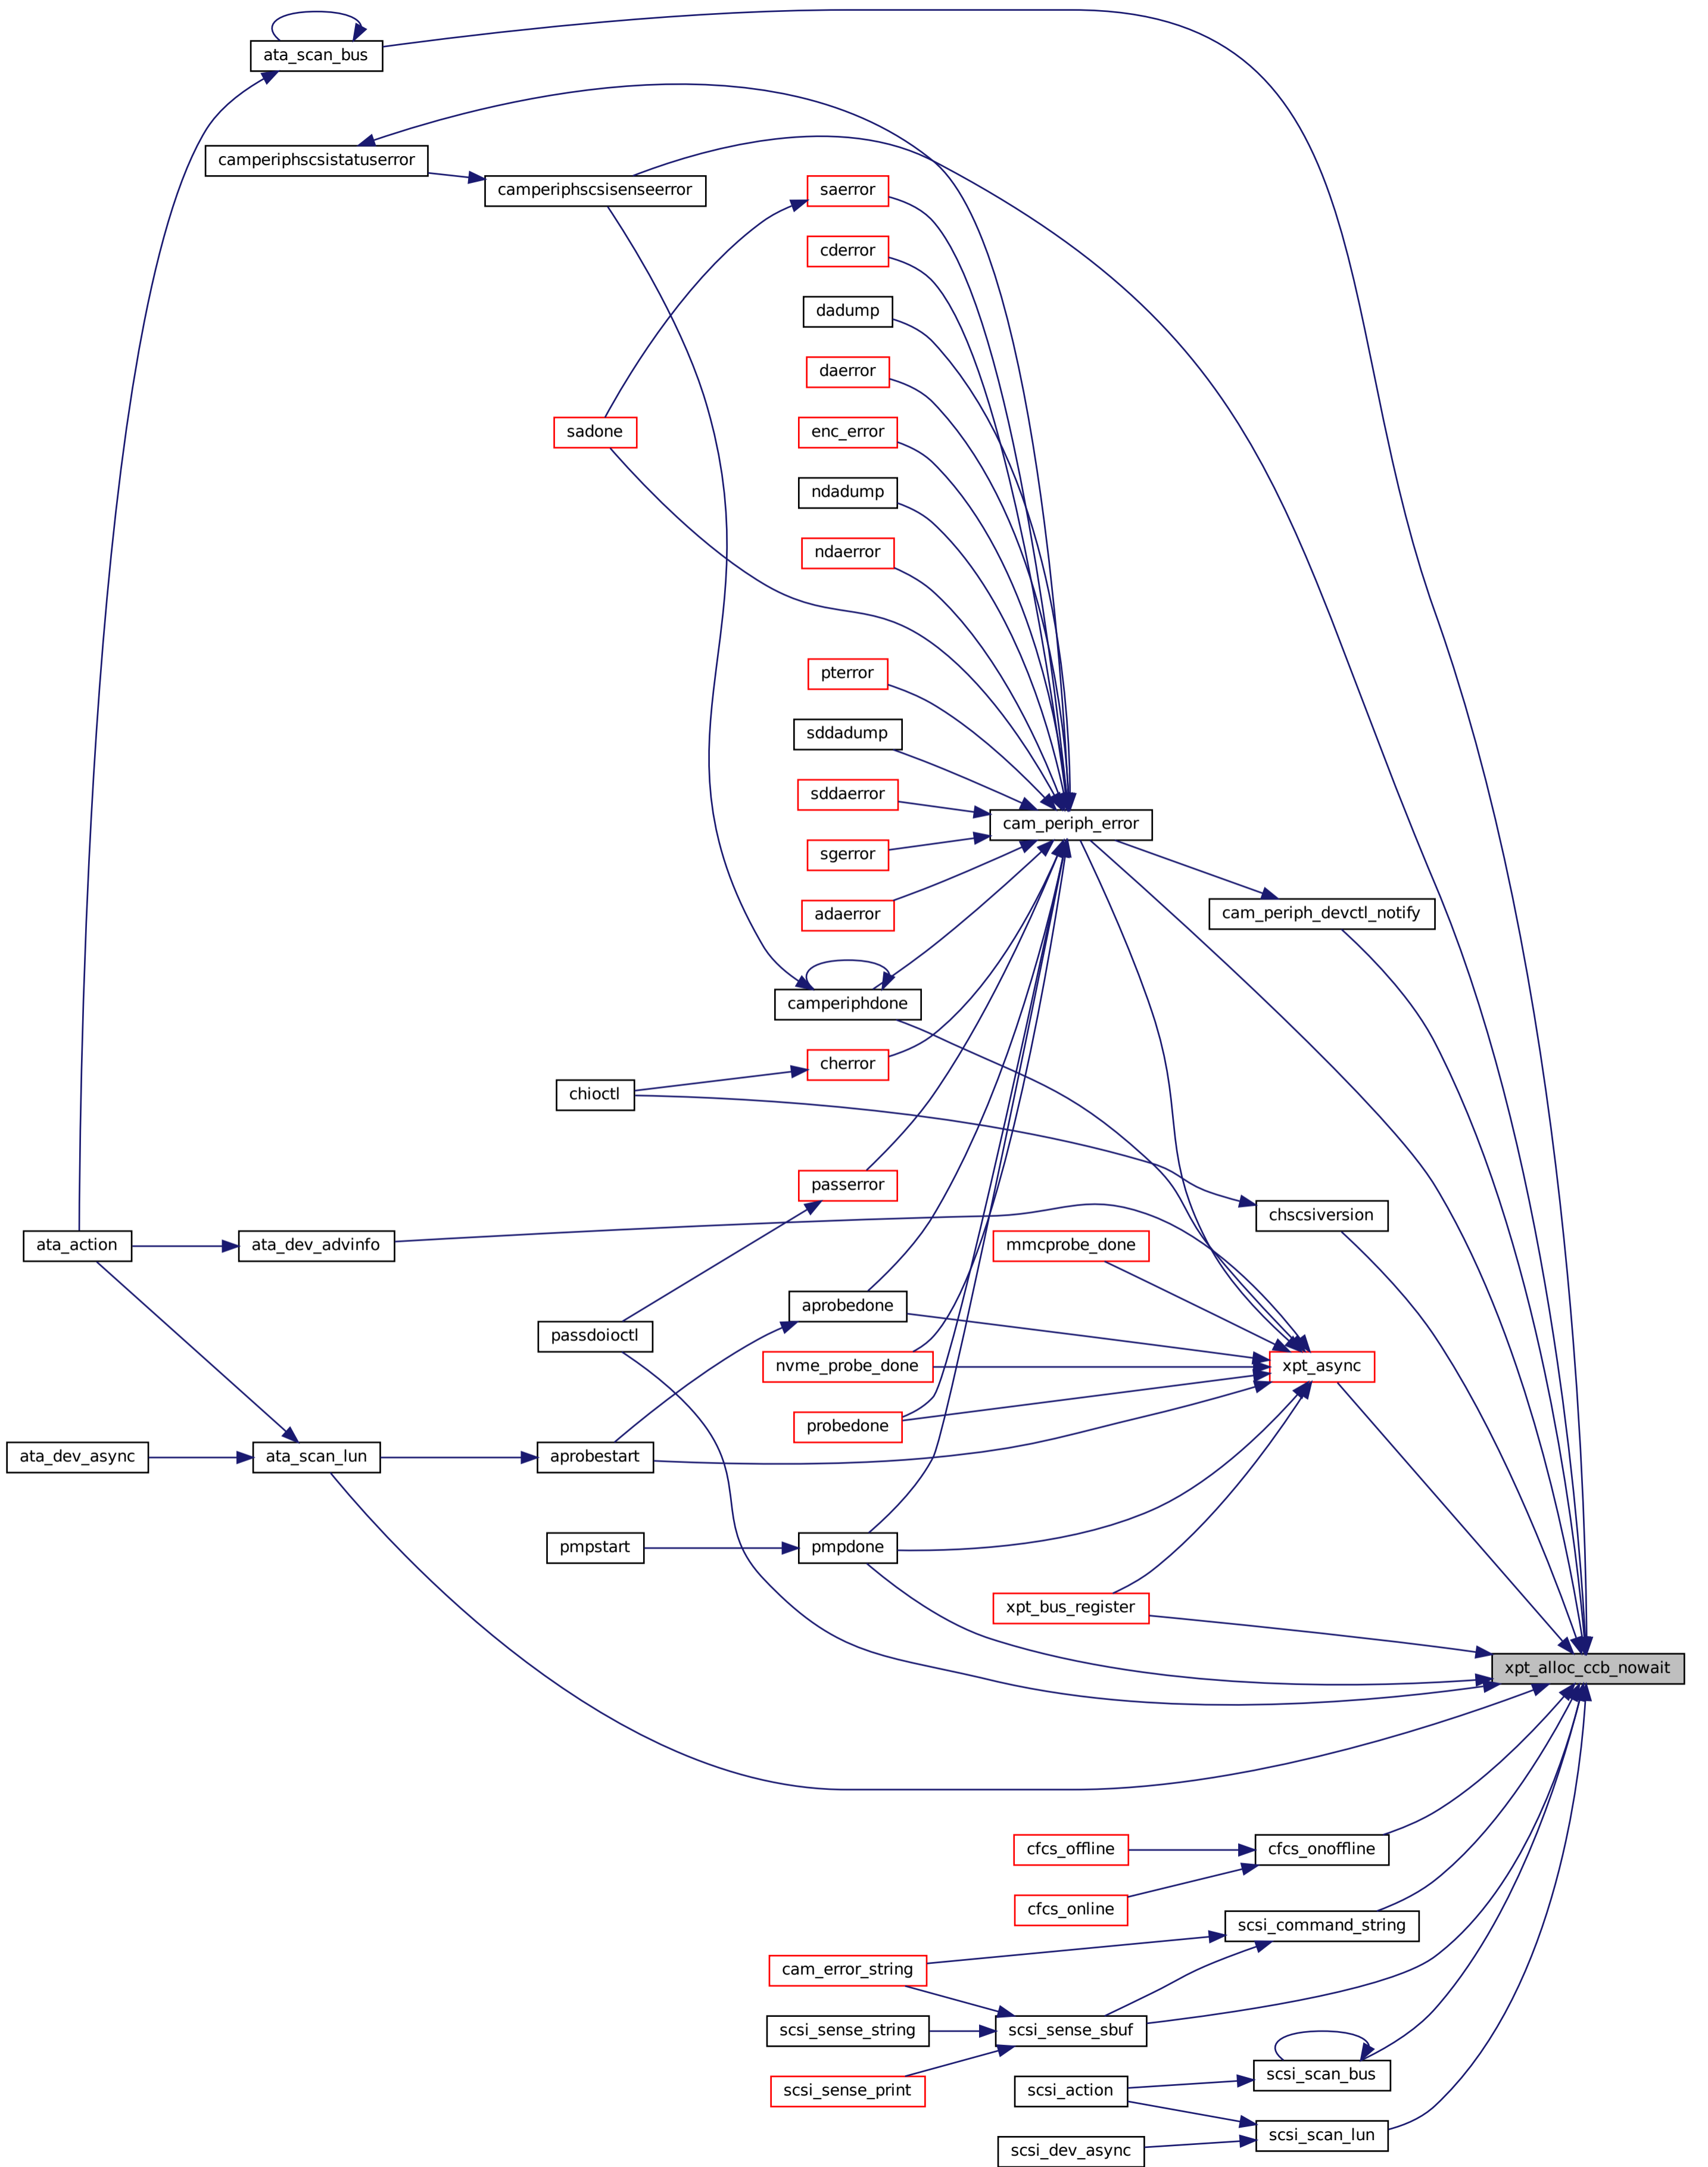 ata_scan_bus
camperiphscsistatuserror
camperiphscsisenseerror
saerror
cderror
dadump
daerror
sadone
enc_error
ndadump
ndaerror
pterror
sddadump
sddaerror
cam_periph_error
sgerror
adaerror
cam_periph_devctl_notify
camperiphdone
cherror
chioctl
passerror
chscsiversion
ata_action
ata_dev_advinfo
mmcprobe_done
aprobedone
passdoioctl
nvme_probe_done
xpt_async
probedone
ata_dev_async
ata_scan_lun
aprobestart
pmpstart
pmpdone
xpt_bus_register
xpt_alloc_ccb_nowait
cfcs_offline
cfcs_onoffline
cfcs_online
scsi_command_string
cam_error_string
scsi_sense_string
scsi_sense_sbuf
scsi_scan_bus
scsi_sense_print
scsi_action
scsi_scan_lun
scsi_dev_async